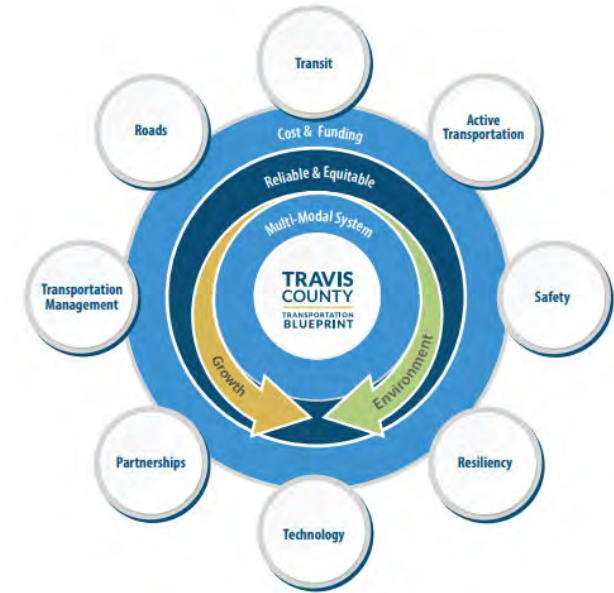 Transit
Roads
Active
Transportation
Cost & Funding
Reliable & Equitable
Multi-Modal System
TRAVIS
COUNTY
TRANSPORTATION
BLUEPRINT
Transportation
Management
Safety
Growth
Environment
Partnerships
Resiliency
Technology